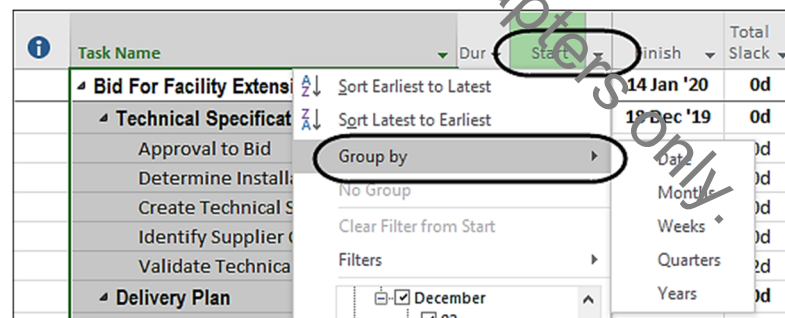 Total
Task Name Dur Start Finish Slack
Bid For Facility Extensi 14 Jan '20 0d
Sort Earliest to Latest
Technical Specificat 18 Dec '19 0d
Sort Latest to Earliest
Approval to Bid Group by Date 0d
Determine Install No Group Months 0d
Create Technical S Clear Filter from Start Weeks 0d
Identify Supplier Filters Quarters 0d
Validate Technica 2d
Delivery Plan December Years 0d
03
apters only.